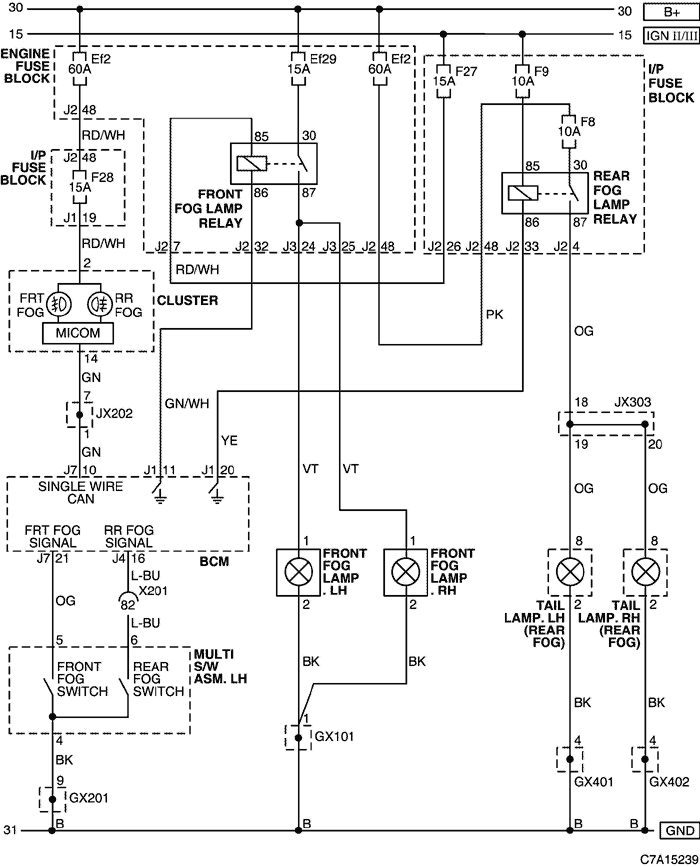 30 30 B+
15 15 IGN II/III
ENGINE FUSE BLOCK
Ef2 60A
Ef29 15A
Ef2 60A
F27 15A
F9 10A
I/P FUSE BLOCK
F8 10A
J2 48
RD/WH
85 30
I/P FUSE BLOCK
J2 48
F28 15A
J1 19
RD/WH
86 87
FRONT FOG LAMP RELAY
85 30
REAR FOG LAMP RELAY
86 87
J2 7
J2 32
J3 24
J3 25
J2 48
J2 26
J2 48
J2 33
J2 4
RD/WH
2
FRT FOG
RR FOG
CLUSTER
MICOM
14
GN
PK
OG
7
JX202
1
GN
GN/WH
YE
18 JX303
19 20
VT VT
OG OG
J7 10
J1 11
J1 20
SINGLE WIRE CAN
FRT FOG SIGNAL
RR FOG SIGNAL
BCM
J7 21
J4 16
L-BU
X201
82
L-BU
OG
1 1 8 8
FRONT FOG LAMP . LH
FRONT FOG LAMP . RH
2 2 2 2
TAIL LAMP. LH (REAR FOG)
TAIL LAMP. RH (REAR FOG)
5 6
FRONT FOG SWITCH
REAR FOG SWITCH
MULTI S/W ASM. LH
BK BK BK BK
4
BK
1
GX101
4 4
GX401 GX402
9
GX201
31 B B B B GND
C7A15239